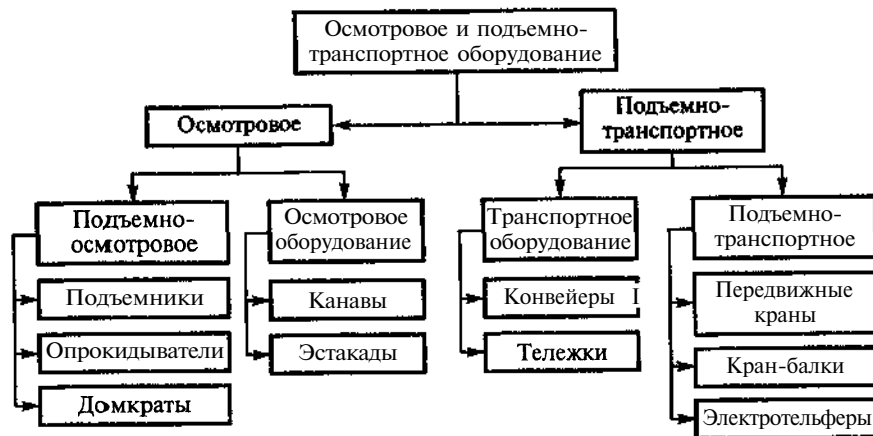 Осмотровое и подъемно-
транспортное оборудование
Осмотровое
Подъемно-
транспортное
Подъемно-
осмотровое
Осмотровое
оборудование
Транспортное
оборудование
Подъемно-
транспортное
Подъемники
Канавы
Конвейеры
Передвижные
краны
Опрокидыватели
Эстакады
Тележки
Кран-балки
Домкраты
Электротельферы